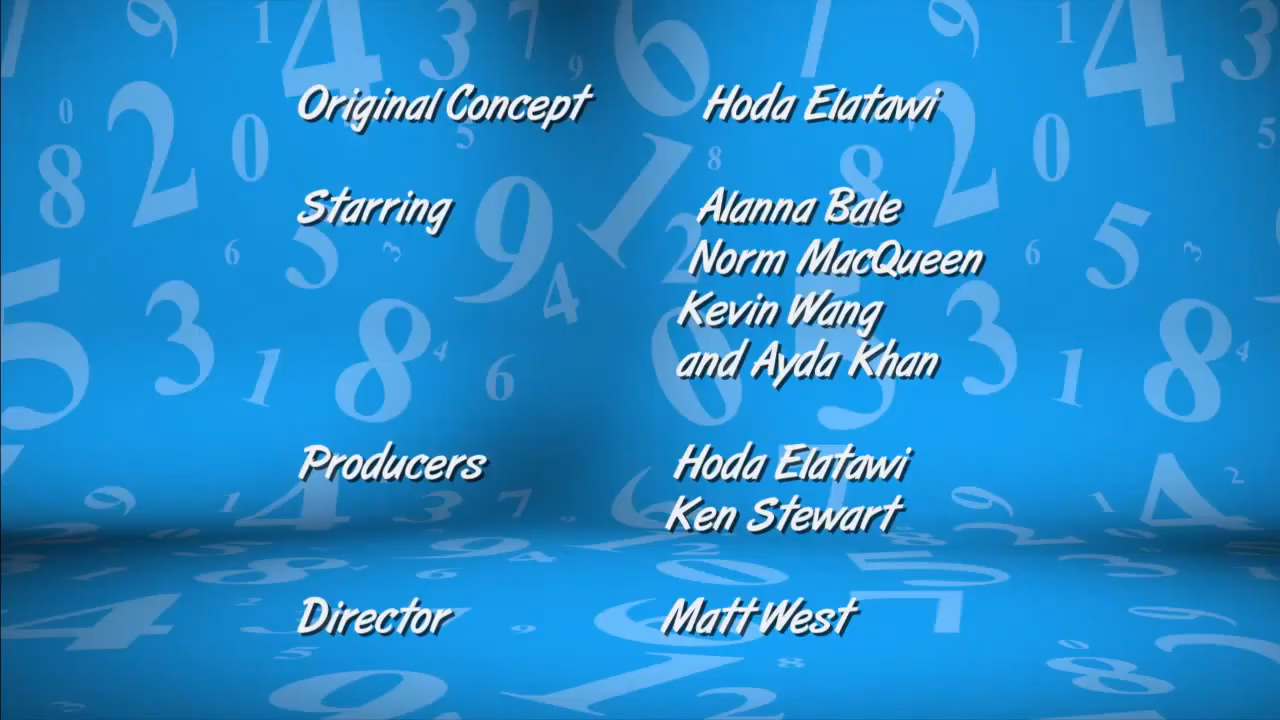 Original Concept Hoda Elatawi
Starring Alanna Bale
Norm MacQueen
Kevin Wang
and Ayda Khan
Producers Hoda Elatawi
Ken Stewart
Director Matt West